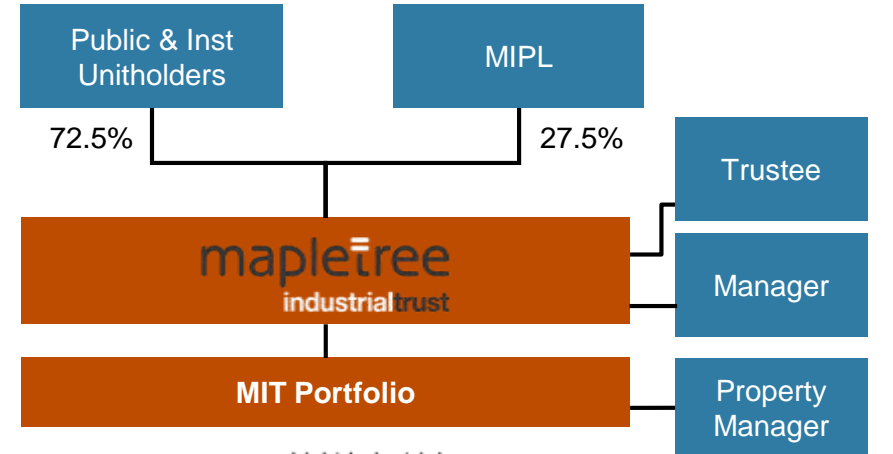 Public & Inst
Unitholders
MIPL
72.5%
27.5%
Trustee
mapletree
industrialtrust
Manager
MIT Portfolio
Property
Manager